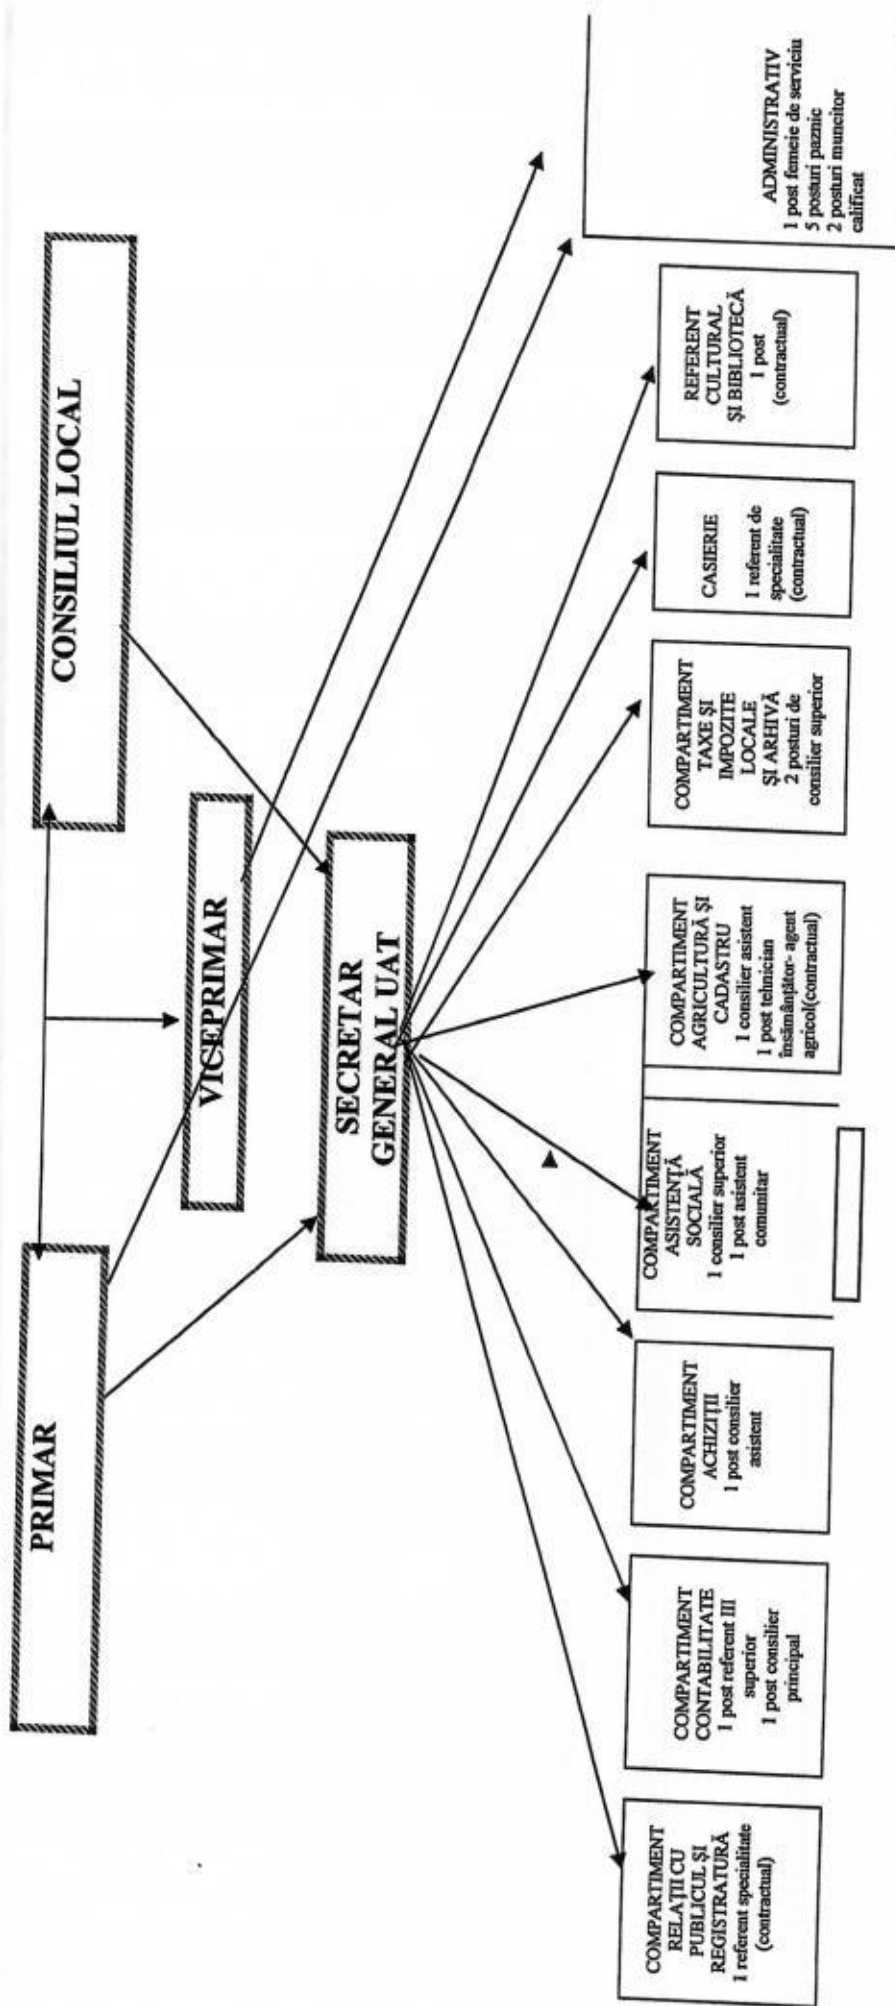 PRIMAR
CONSILIUL LOCAL
VICEPRIMAR
SECRETAR
GENERAL UAT
COMPARTIMENT
RELAȚII CU
PUBLICUL ȘI
REGISTRATURĂ
1 referent specialitate
(contractual)
COMPARTIMENT
CONTABILITATE
1 post referent III
superior
1 post consilier
principal
COMPARTIMENT
ACHIZIȚII
1 post consilier
asistent
COMPARTIMENT
ASISTENȚĂ
SOCIALĂ
1 consilier superior
1 post asistent
comunitar
COMPARTIMENT
AGRICULTURĂ ȘI
CADASTRU
1 consilier asistent
1 post tehnician
însămânțător- agent
agricol(contractual)
COMPARTIMENT
TAXE ȘI
IMPOZITE
LOCALE
ȘI ARHIVĂ
2 posturi de
consilier superior
CASIERIE
1 referent de
specialitate
(contractual)
REFERENT
CULTURAL
ȘI BIBLIOTECĂ
1 post
(contractual)
ADMINISTRATIV
1 post femeie de serviciu
5 posturi paznic
2 posturi muncitor
calificat